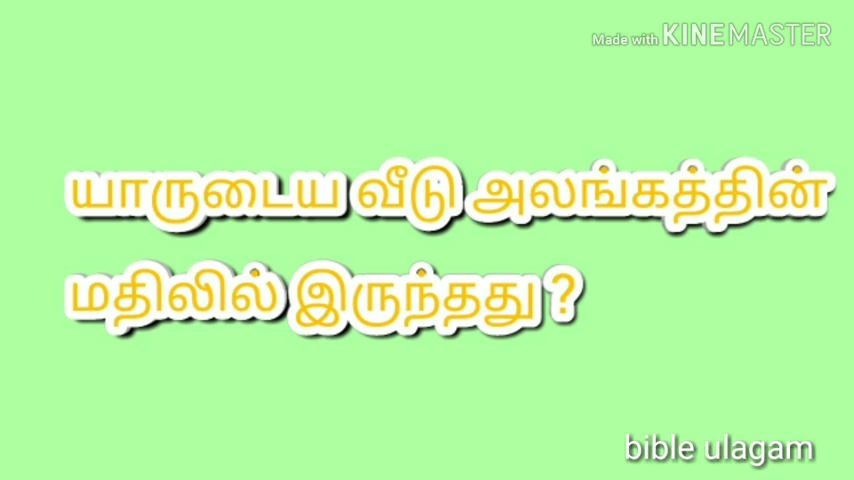 Made with KINEMASTER
யாருடைய வீடு அலங்கத்தின்
மதிலில் இருந்தது ?
bible ulagam